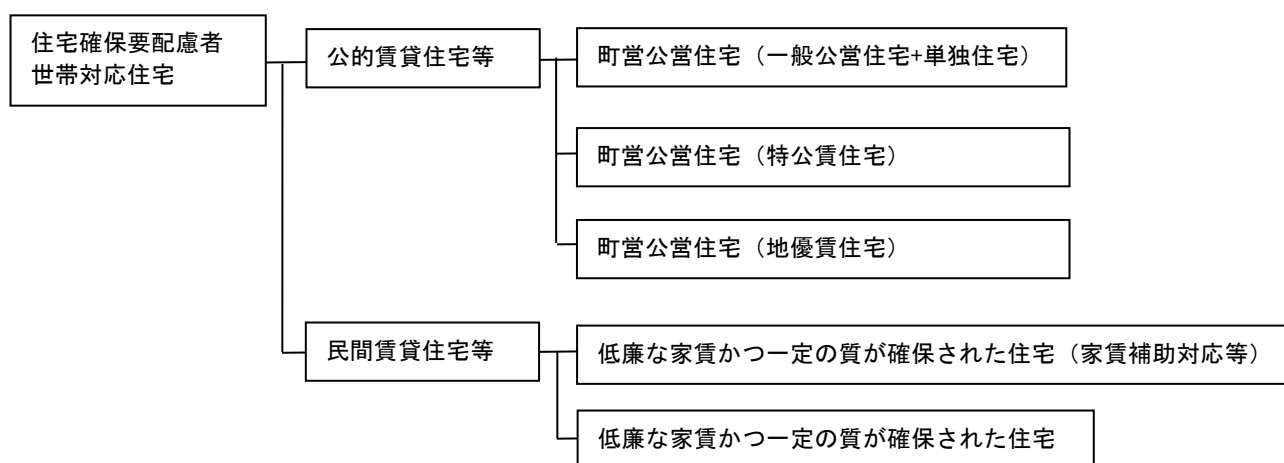 住宅確保要配慮者
世帯対応住宅
公的賃貸住宅等
町営公営住宅（一般公営住宅+単独住宅）
町営公営住宅（特公賃住宅）
町営公営住宅（地優賃住宅）
民間賃貸住宅等
低廉な家賃かつ一定の質が確保された住宅（家賃補助対応等）
低廉な家賃かつ一定の質が確保された住宅